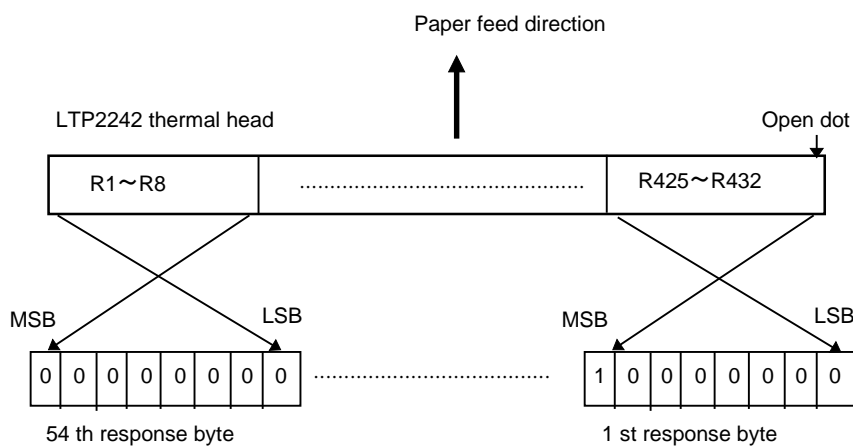 Paper feed direction
LTP2242 thermal head
Open dot
R1～R8
R425～R432
MSB
LSB
MSB
LSB
0 0 0 0 0 0 0 0
1 0 0 0 0 0 0 0
54 th response byte
1 st response byte